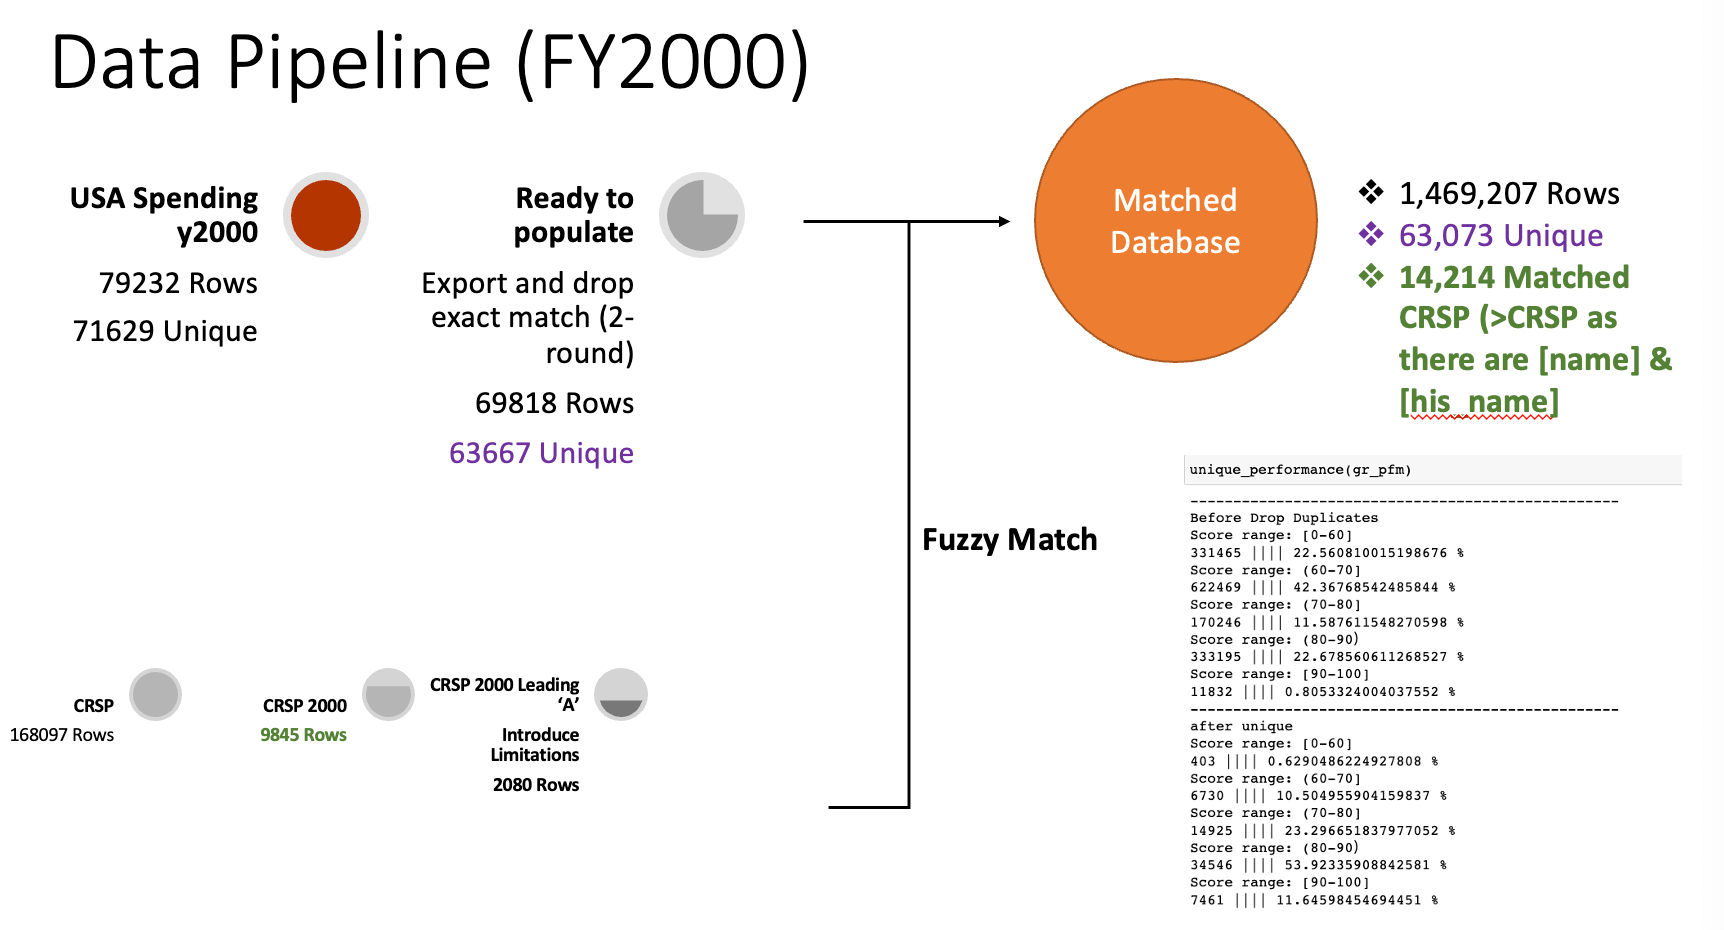 Data Pipeline (FY2000)
USA Spending
y2000
79232 Rows
71629 Unique
Ready to
populate
Export and drop
exact match (2-
round)
69818 Rows
63667 Unique
Matched
Database
❖ 1,469,207 Rows
❖ 63,073 Unique
❖ 14,214 Matched
CRSP (>CRSP as
there are [name] &
[his_name]
Fuzzy Match
CRSP
168097 Rows
CRSP 2000
9845 Rows
CRSP 2000 Leading
‘A’
Introduce
Limitations
2080 Rows
unique_performance(gr_pfm)
--------------------------------------------------
Before Drop Duplicates
Score range: [0-60]
331465 |||| 22.560810015198676 %
Score range: (60-70]
622469 |||| 42.36768542485844 %
Score range: (70-80]
170246 |||| 11.587611548270598 %
Score range: (80-90)
333195 |||| 22.678560611268527 %
Score range: [90-100]
11832 |||| 0.8053324004037552 %
--------------------------------------------------
after unique
Score range: [0-60]
403 |||| 0.6290486224927808 %
Score range: (60-70]
6730 |||| 10.504955904159837 %
Score range: (70-80]
14925 |||| 23.296651837977052 %
Score range: (80-90)
34546 |||| 53.92335908842581 %
Score range: [90-100]
7461 |||| 11.64598454694451 %